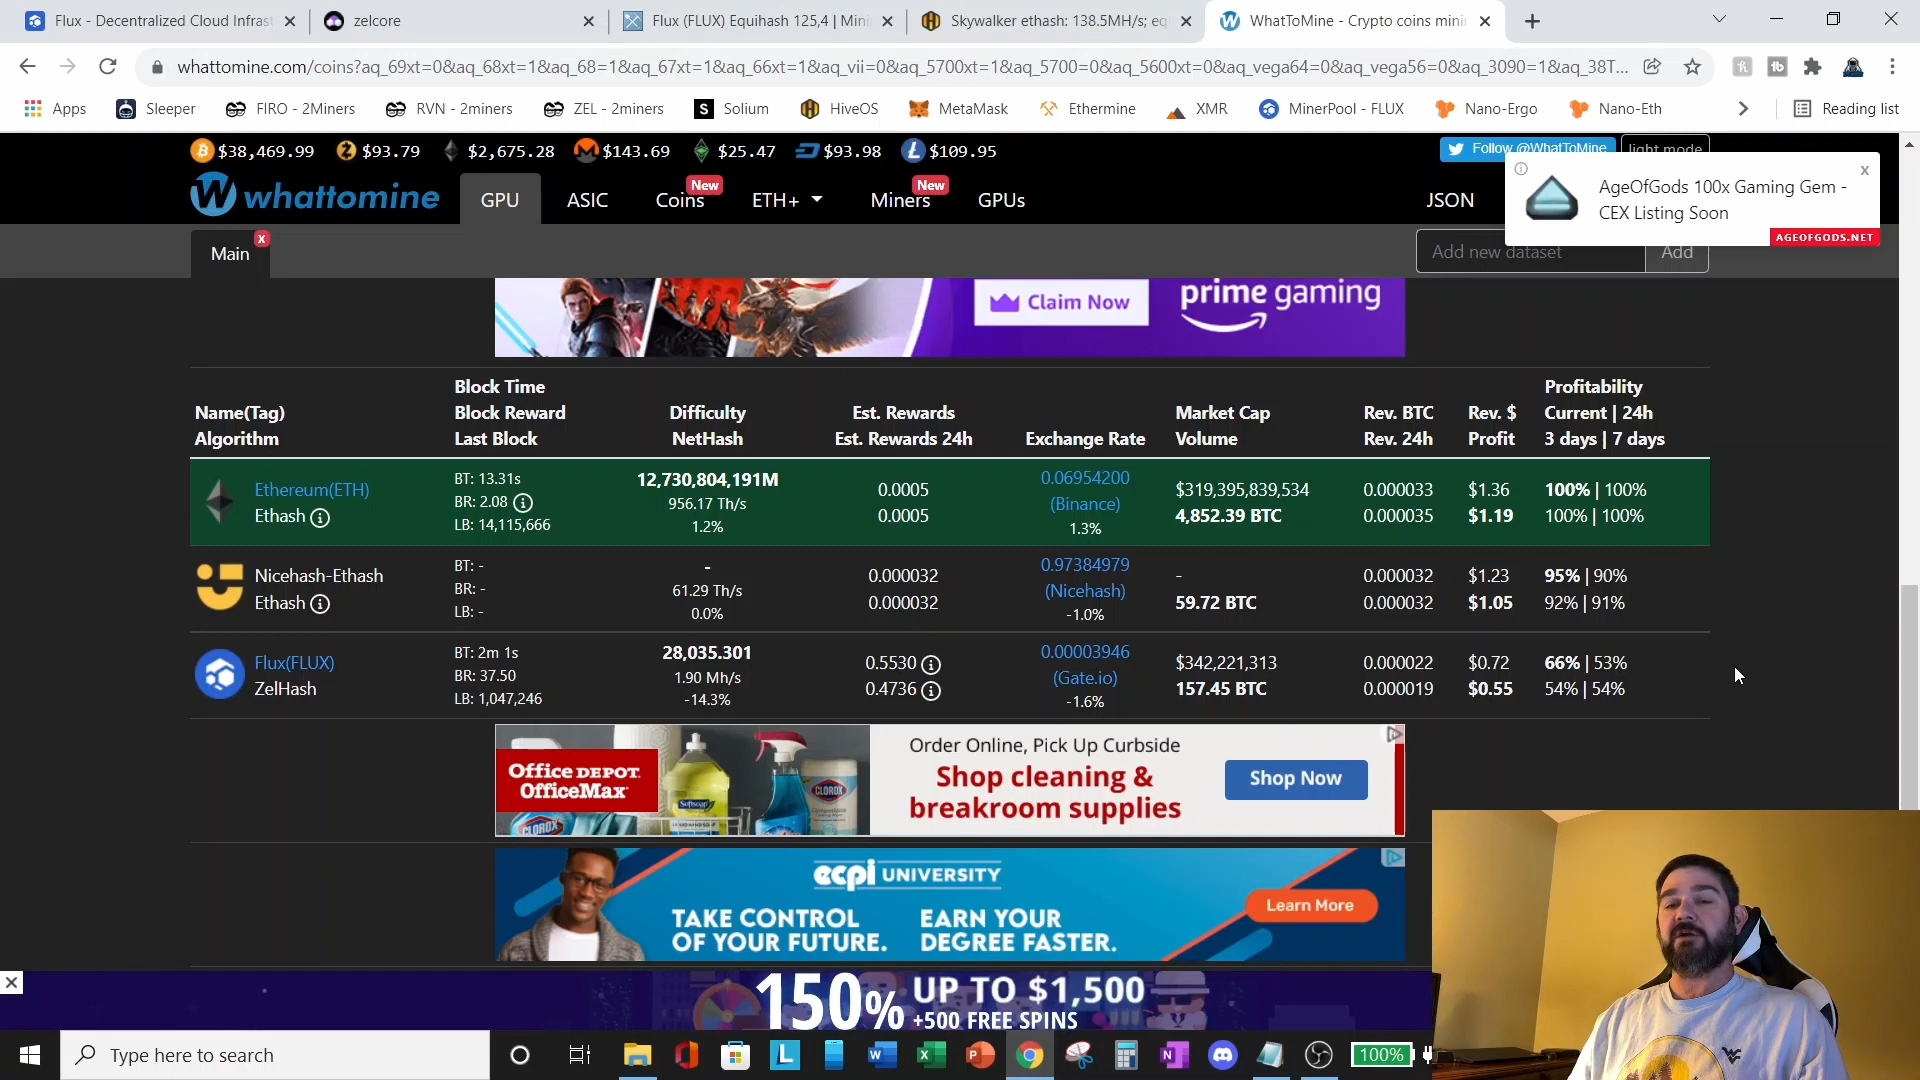 Flux - Decentralized Cloud Infrast
zelcore
Flux (FLUX) Equihash 125,4 | Mini
Skywalker ethash: 138.5MH/s; eq
WhatToMine - Crypto coins mini
whattomine.com/coins?aq_69xt=0&aq_68xt=1&aq_68=1&aq_67xt=1&aq_66xt=1&aq_vii=0&aq_5700xt=1&aq_5700=0&aq_5600xt=0&aq_vega64=0&aq_vega56=0&aq_3090=1&aq_38T...
Apps
Sleeper
FIRO - 2Miners
RVN - 2miners
ZEL - 2miners
Solium
HiveOS
MetaMask
Ethermine
XMR
MinerPool - FLUX
Nano-Ergo
Nano-Eth
Reading list
$38,469.99
$93.79
$2,675.28
$143.69
$25.47
$93.98
$109.95
Follow @WhatToMine
light mode
whattomine
GPU
ASIC
Coins
New
ETH+
Miners
New
GPUs
JSON
AgeOfGods 100x Gaming Gem -
CEX Listing Soon
AGEOFGODS.NET
Main
x
Add new dataset
Add
Claim Now
prime gaming
Name(Tag)
Algorithm
Block Time
Block Reward
Last Block
Difficulty
NetHash
Est. Rewards
Est. Rewards 24h
Exchange Rate
Market Cap
Volume
Rev. BTC
Rev. 24h
Rev. $
Profit
Profitability
Current | 24h
3 days | 7 days
Ethereum(ETH)
Ethash
BT: 13.31s
BR: 2.08
LB: 14,115,666
12,730,804,191M
956.17 Th/s
1.2%
0.0005
0.0005
0.06954200
(Binance)
1.3%
$319,395,839,534
4,852.39 BTC
0.000033
0.000035
$1.36
$1.19
100% | 100%
100% | 100%
Nicehash-Ethash
Ethash
BT: -
BR: -
LB: -
-
61.29 Th/s
0.0%
0.000032
0.000032
0.97384979
(Nicehash)
-1.0%
-
59.72 BTC
0.000032
0.000032
$1.23
$1.05
95% | 90%
92% | 91%
Flux(FLUX)
ZelHash
BT: 2m 1s
BR: 37.50
LB: 1,047,246
28,035.301
1.90 Mh/s
-14.3%
0.5530
0.4736
0.00003946
(Gate.io)
-1.6%
$342,221,313
157.45 BTC
0.000022
0.000019
$0.72
$0.55
66% | 53%
54% | 54%
Office DEPOT.
OfficeMax
Softsoap
CLOROX
CLOROX
Order Online, Pick Up Curbside
Shop cleaning &
breakroom supplies
Shop Now
ecpi UNIVERSITY
TAKE CONTROL
OF YOUR FUTURE.
EARN YOUR
DEGREE FASTER.
Learn More
150% UP TO $1,500
+500 FREE SPINS
Type here to search
100%